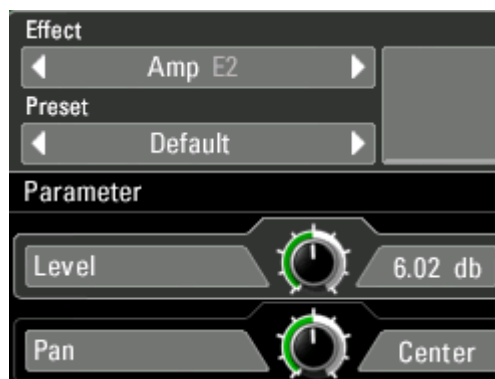 Effect
Amp E2
Preset
Default
Parameter
Level 6.02 db
Pan Center